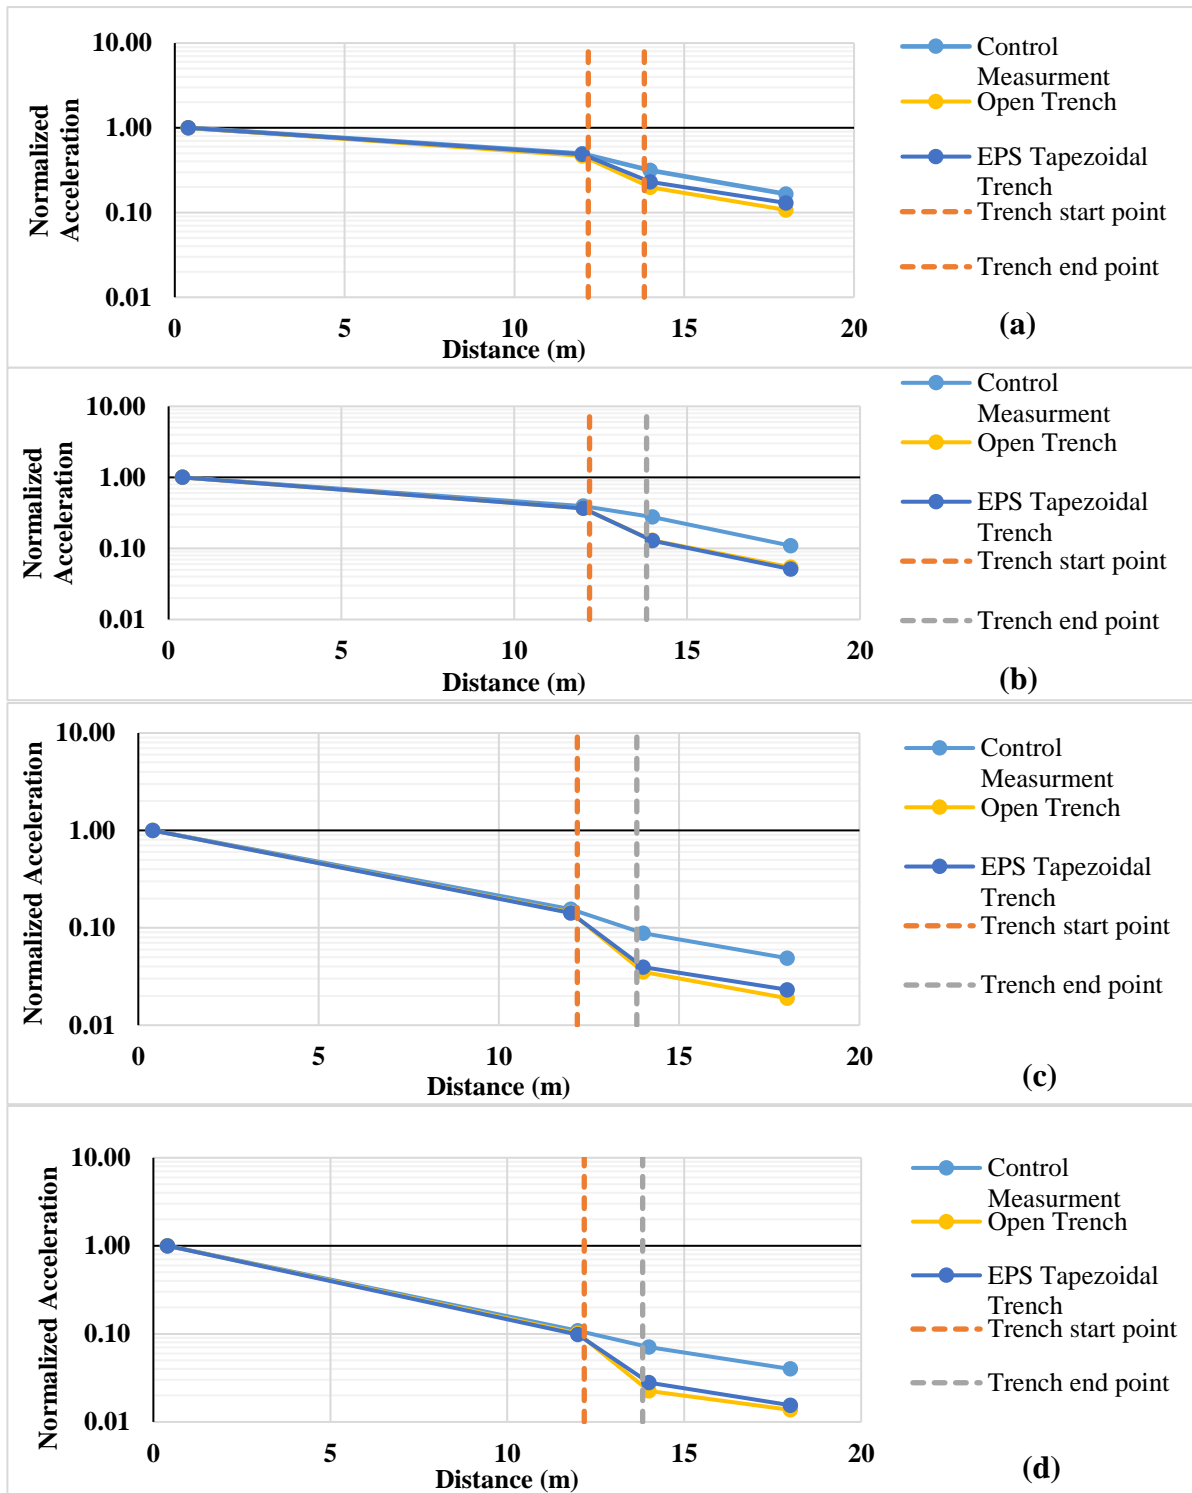 10.00
1.00
0.10
0.01
0
5
10
15
20
Normalized
Acceleration
Distance (m)
Control
Measurment
Open Trench
EPS Tapezoidal
Trench
Trench start point
Trench end point
(a)
10.00
1.00
0.10
0.01
0
5
10
15
20
Normalized
Acceleration
Distance (m)
Control
Measurment
Open Trench
EPS Tapezoidal
Trench
Trench start point
Trench end point
(b)
10.00
1.00
0.10
0.01
0
5
10
15
20
Normalized Acceleration
Distance (m)
Control
Measurment
Open Trench
EPS Tapezoidal
Trench
Trench start point
Trench end point
(c)
10.00
1.00
0.10
0.01
0
5
10
15
20
Normalized Acceleration
Distance (m)
Control
Measurment
Open Trench
EPS Tapezoidal
Trench
Trench start point
Trench end point
(d)